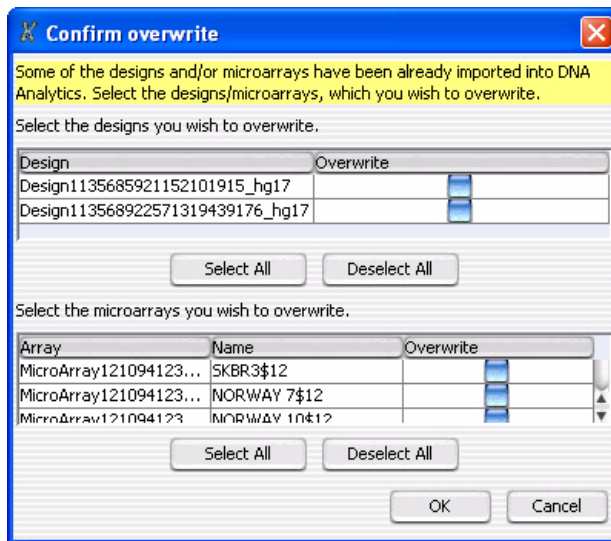 Confirm overwrite
Some of the designs and/or microarrays have been already imported into DNA
Analytics. Select the designs/microarrays, which you wish to overwrite.
Select the designs you wish to overwrite.
Design Overwrite
Design1135685921152101915_hg17
Design113568922571319439176_hg17
Select All Deselect All
Select the microarrays you wish to overwrite.
Array Name Overwrite
MicroArray121094123... SKBR3$12
MicroArray121094123... NORWAY 7$12
MicroArray121094123... NORWAY 10$12
Select All Deselect All
OK Cancel